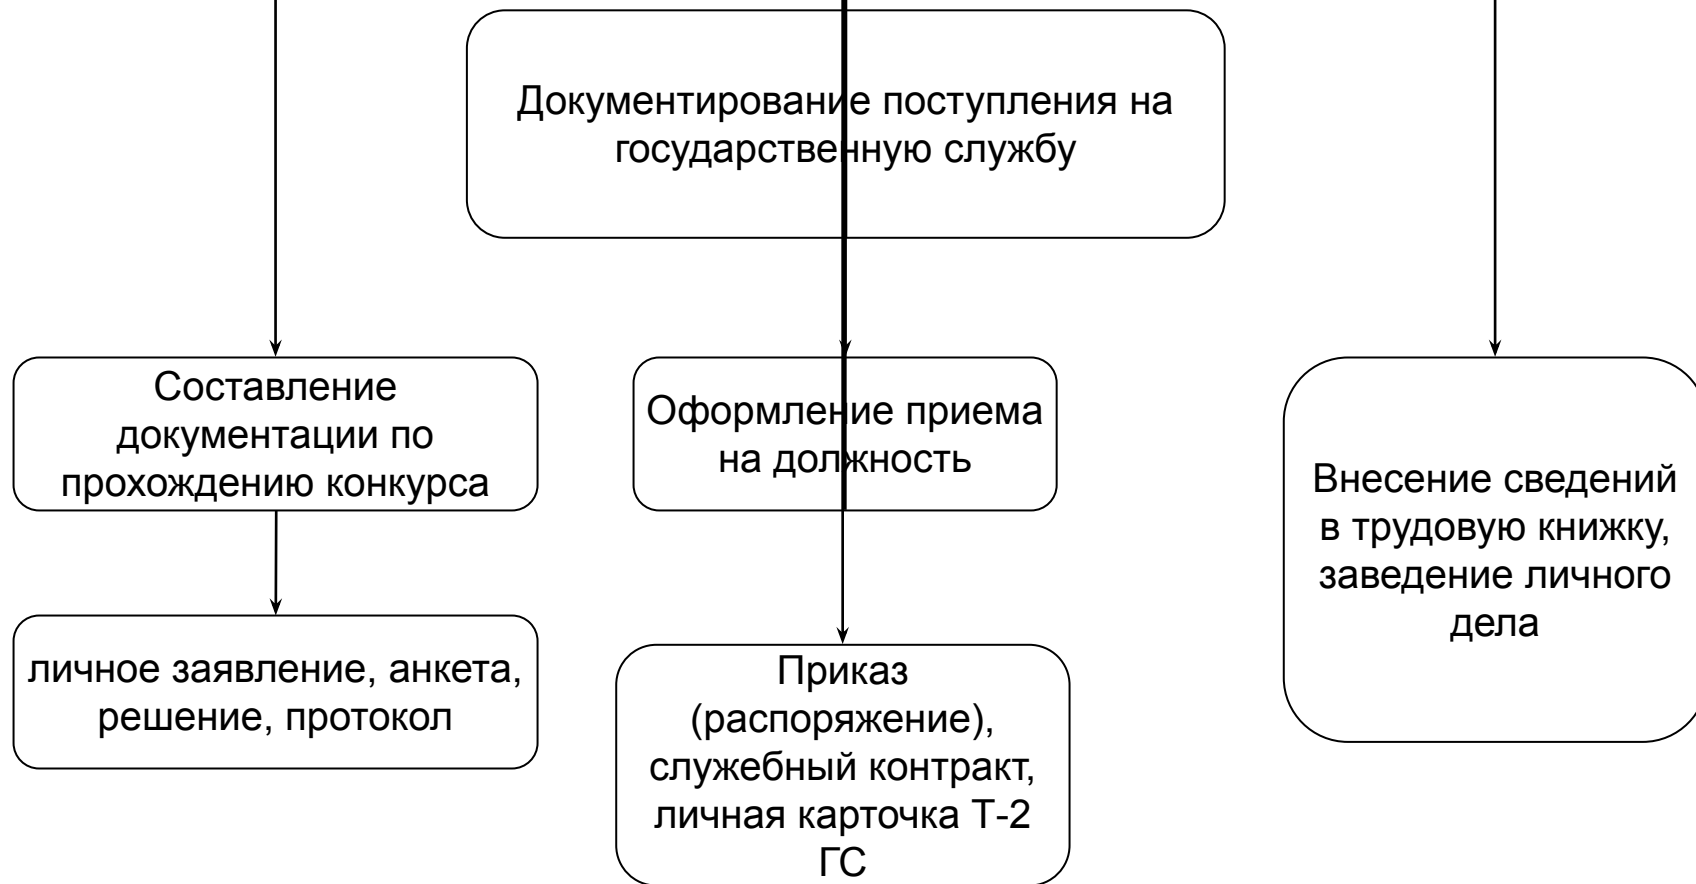 Документирование поступления на
государственную службу
Составление
документации по
прохождению конкурса
Оформление приема
на должность
Внесение сведений
в трудовую книжку,
заведение личного
дела
личное заявление, анкета,
решение, протокол
Приказ
(распоряжение),
служебный контракт,
личная карточка Т-2
ГС